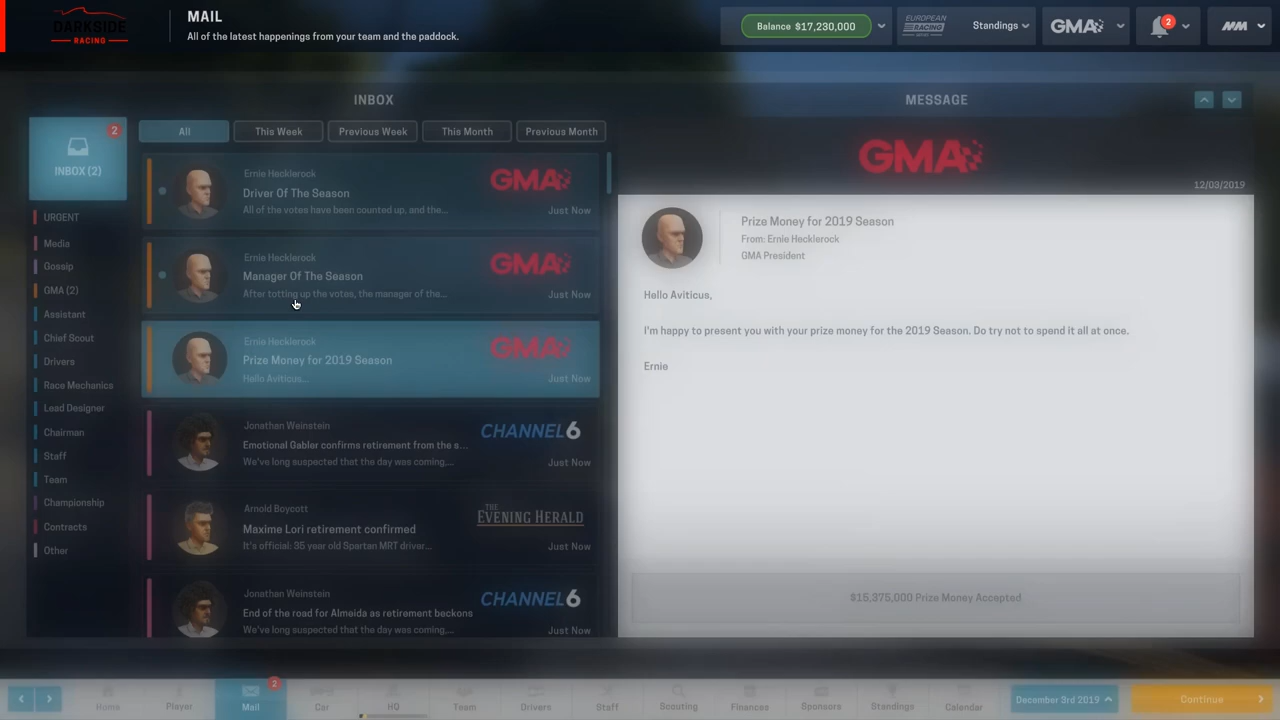 DARKSIDE
RACING
MAIL
All of the latest happenings from your team and the paddock.
Balance $17,230,000
EUROPEAN
RACING
SERIES
Standings
GMA
2
INBOX
MESSAGE
2
INBOX (2)
All
This Week
Previous Week
This Month
Previous Month
URGENT
Media
Gossip
GMA (2)
Assistant
Chief Scout
Drivers
Race Mechanics
Lead Designer
Chairman
Staff
Team
Championship
Contracts
Other
Ernie Hecklerock
Driver Of The Season
All of the votes have been counted up, and the...
GMA
Just Now
Ernie Hecklerock
Manager Of The Season
After totting up the votes, the manager of the...
GMA
Just Now
Ernie Hecklerock
Prize Money for 2019 Season
Hello Aviticus,...
GMA
Just Now
Jonathan Weinstein
Emotional Gabler confirms retirement from the s...
We've long suspected that the day was coming,...
CHANNEL 6
Just Now
Arnold Boycott
Maxime Lori retirement confirmed
It's official: 35 year old Spartan MRT driver...
THE
EVENING HERALD
Just Now
Jonathan Weinstein
End of the road for Almeida as retirement beckons
We've long suspected that the day was coming,...
CHANNEL 6
Just Now
GMA
12/03/2019
Prize Money for 2019 Season
From: Ernie Hecklerock
GMA President
Hello Aviticus,
I'm happy to present you with your prize money for the 2019 Season. Do try not to spend it all at once.
Ernie
$15,375,000 Prize Money Accepted
Home
Player
2
Mail
Car
HQ
Team
Drivers
Staff
Scouting
Finances
Sponsors
Standings
Calendar
December 3rd 2019
Continue